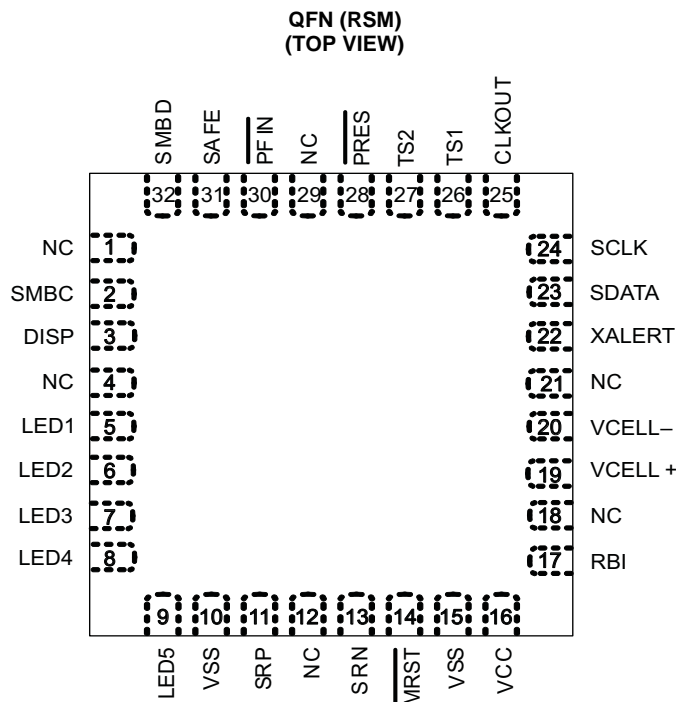 QFN (RSM)
(TOP VIEW)
SMBD
SAFE
PFIN
NC
PRES
TS2
TS1
CLKOUT
32
31
30
29
28
27
26
25
NC 1
SMBC 2
DISP 3
NC 4
LED1 5
LED2 6
LED3 7
LED4 8
24 SCLK
23 SDATA
22 XALERT
21 NC
20 VCELL–
19 VCELL +
18 NC
17 RBI
9
10
11
12
13
14
15
16
LED5
VSS
SRP
NC
SRN
MRST
VSS
VCC